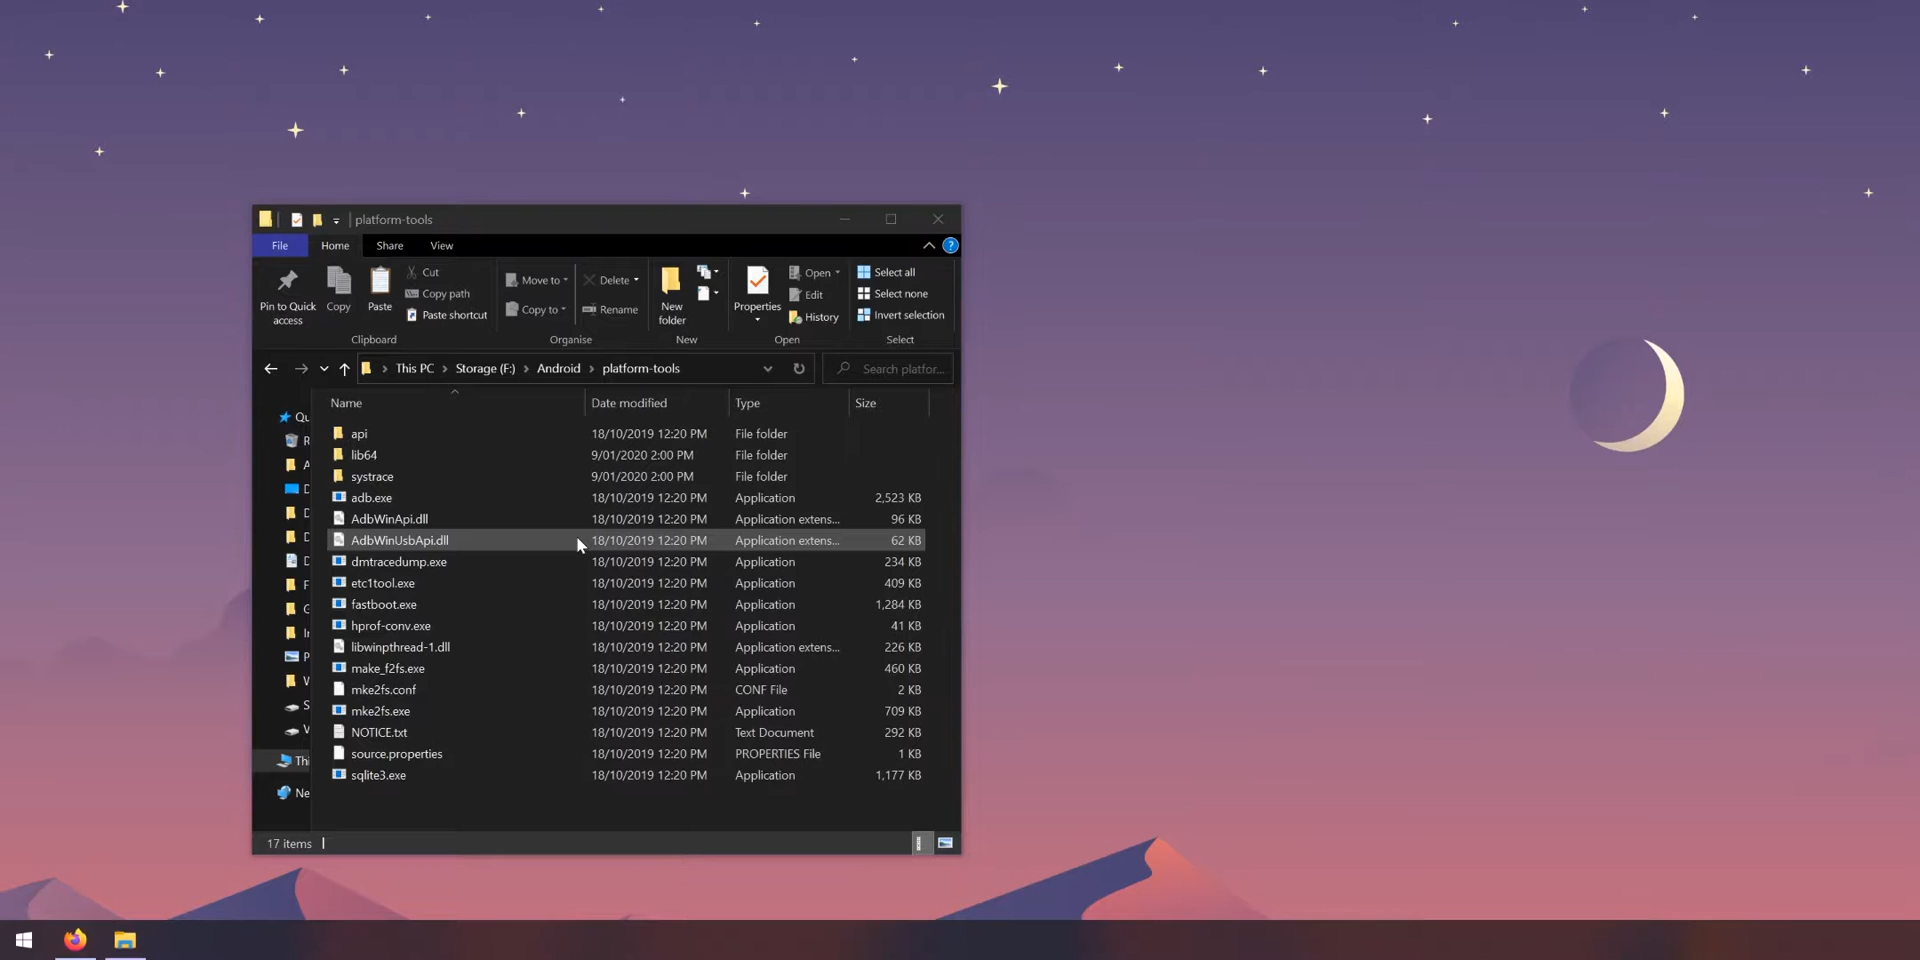 platform-tools
File Home Share View
Pin to Quick access
Copy
Paste
Cut
Copy path
Paste shortcut
Clipboard
Move to
Copy to
Delete
Rename
Organise
New folder
New
Properties
Open
Edit
History
Open
Select all
Select none
Invert selection
Select
This PC > Storage (F:) > Android > platform-tools
Search platfor...
Name Date modified Type Size
api 18/10/2019 12:20 PM File folder
lib64 9/01/2020 2:00 PM File folder
systrace 9/01/2020 2:00 PM File folder
adb.exe 18/10/2019 12:20 PM Application 2,523 KB
AdbWinApi.dll 18/10/2019 12:20 PM Application extens... 96 KB
AdbWinUsbApi.dll 18/10/2019 12:20 PM Application extens... 62 KB
dmtracedump.exe 18/10/2019 12:20 PM Application 234 KB
etc1tool.exe 18/10/2019 12:20 PM Application 409 KB
fastboot.exe 18/10/2019 12:20 PM Application 1,284 KB
hprof-conv.exe 18/10/2019 12:20 PM Application 41 KB
libwinpthread-1.dll 18/10/2019 12:20 PM Application extens... 226 KB
make_f2fs.exe 18/10/2019 12:20 PM Application 460 KB
mke2fs.conf 18/10/2019 12:20 PM CONF File 2 KB
mke2fs.exe 18/10/2019 12:20 PM Application 709 KB
NOTICE.txt 18/10/2019 12:20 PM Text Document 292 KB
source.properties 18/10/2019 12:20 PM PROPERTIES File 1 KB
sqlite3.exe 18/10/2019 12:20 PM Application 1,177 KB
17 items